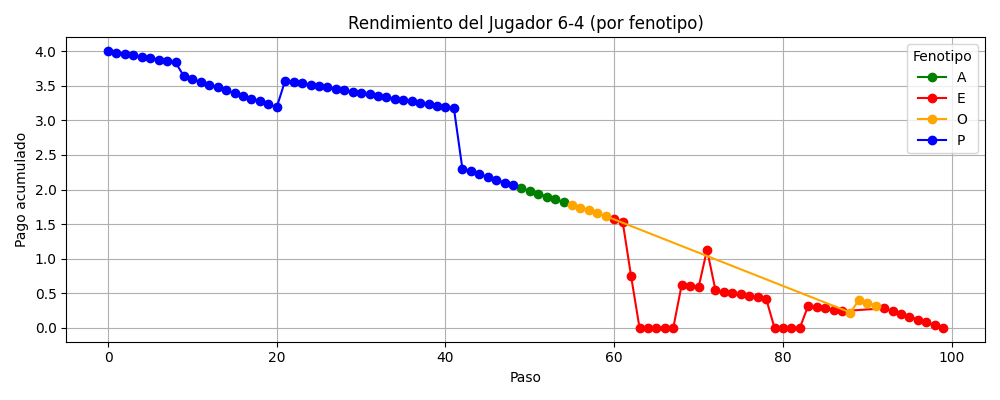 Rendimiento del Jugador 6-4 (por fenotipo)
Pago acumulado
4.0
3.5
3.0
2.5
2.0
1.5
1.0
0.5
0.0
Fenotipo
A
E
O
P
0 20 40 60 80 100
Paso